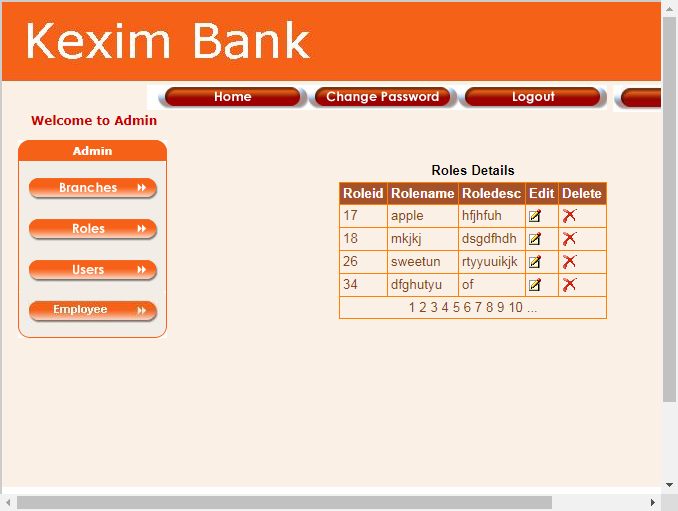 Kexim Bank
Home Change Password Logout
Welcome to Admin
Admin
Branches
Roles
Users
Employee
Roles Details
Roleid Rolename Roledesc Edit Delete
17 apple hfjhfuh
18 mkjkj dsgdfhdh
26 sweetun rtyyuuikjk
34 dfghutyu of
1 2 3 4 5 6 7 8 9 10 ...